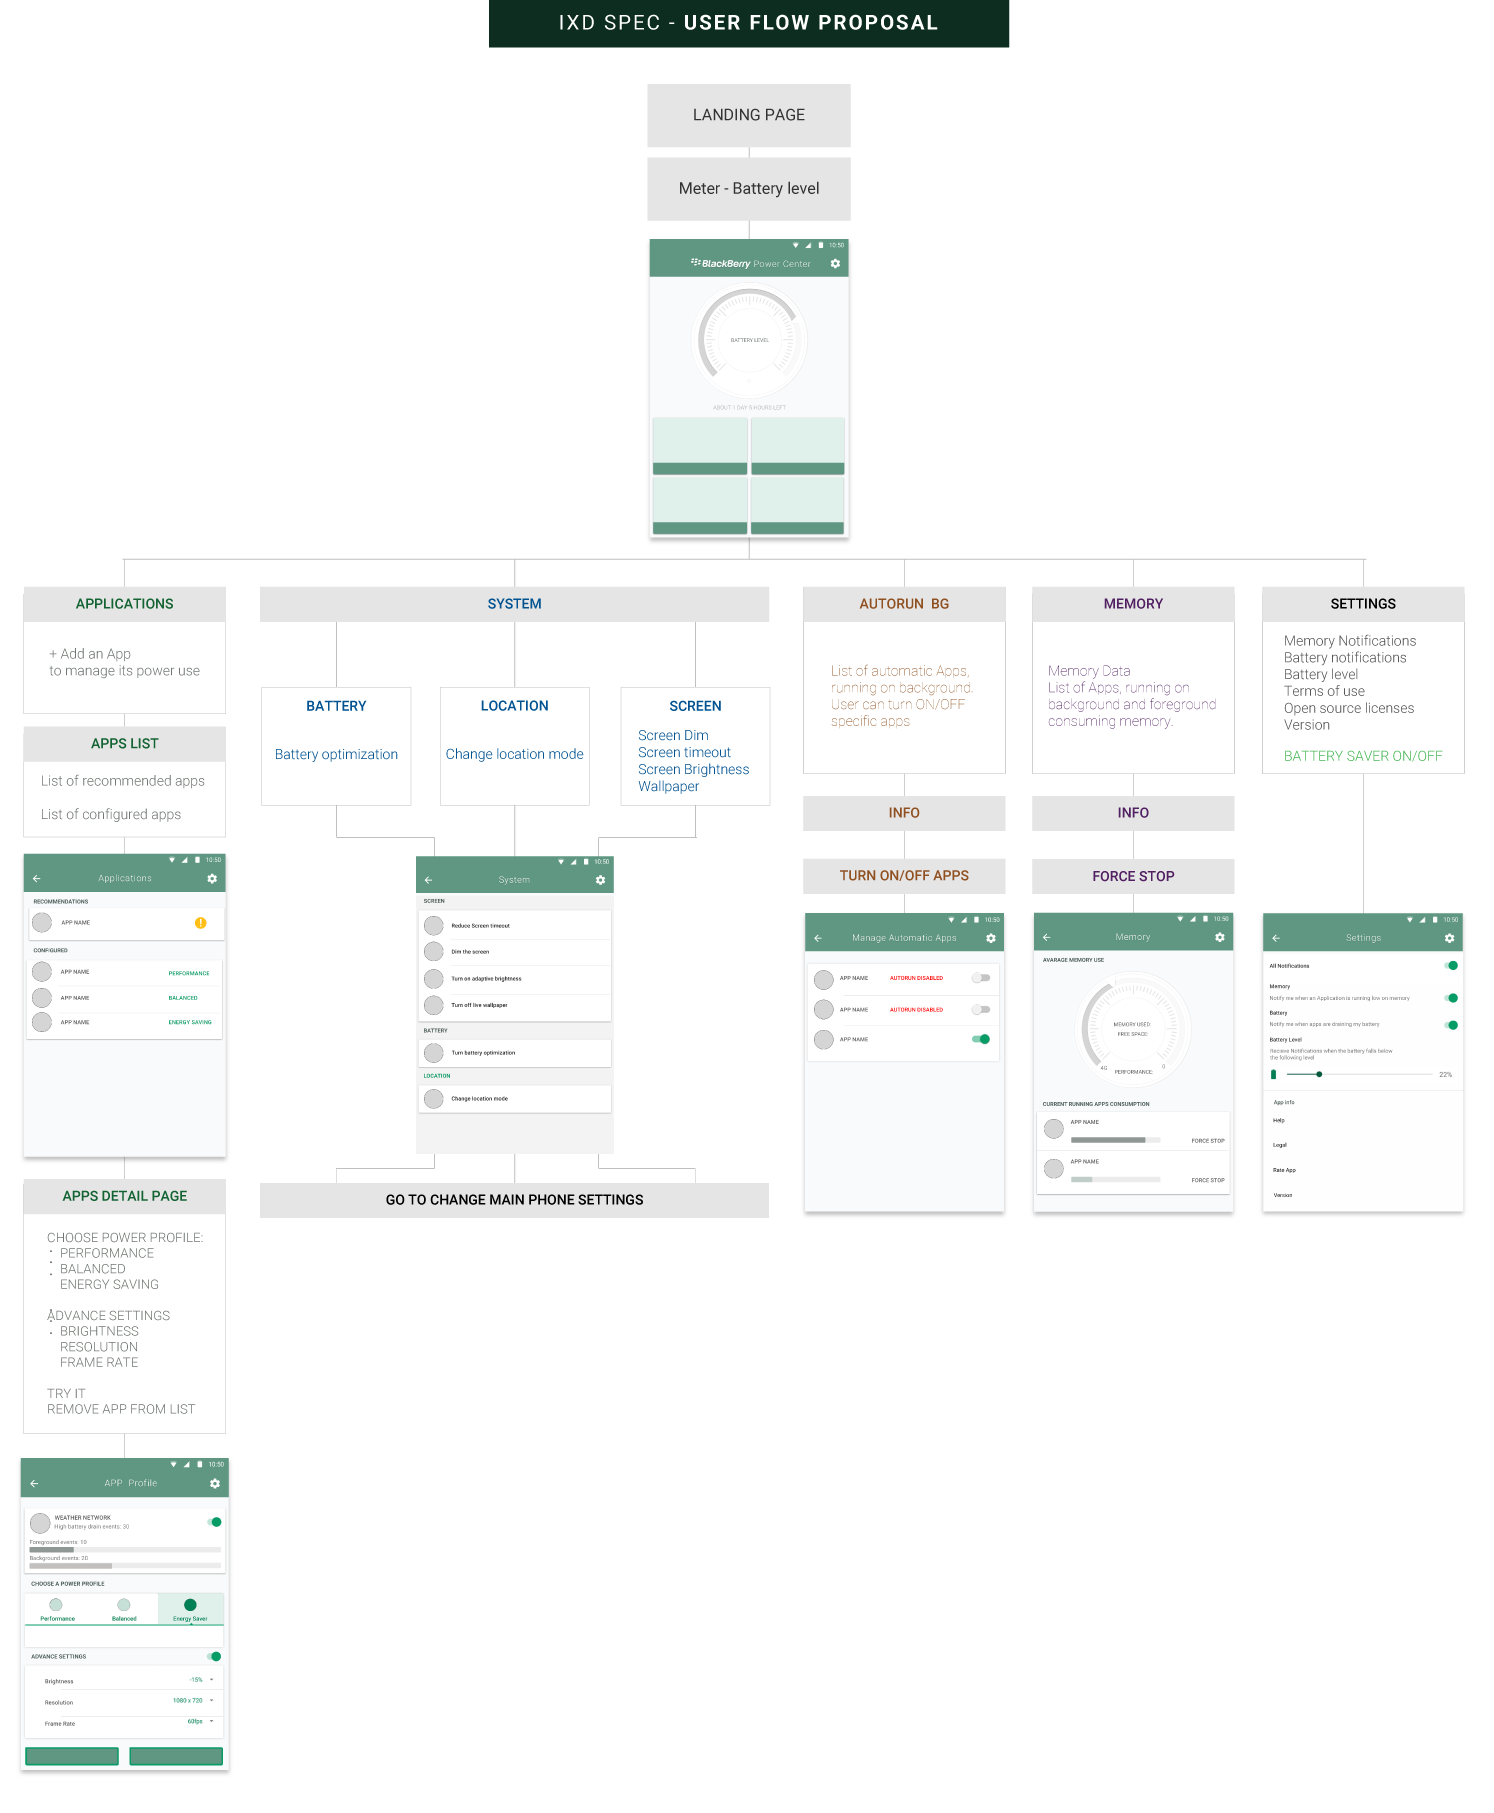 IXD SPEC - USER FLOW PROPOSAL
LANDING PAGE
Meter - Battery level
10:50
BlackBerry Power Center
BATTERY LEVEL
ABOUT 1 DAY 8 HOURS LEFT
APPLICATIONS
+ Add an App
to manage its power use
APPS LIST
List of recommended apps
List of configured apps
10:50
Applications
RECOMMENDATIONS
APP NAME
CONFIGURED
APP NAME PERFORMANCE
APP NAME BALANCED
APP NAME ENERGY SAVING
APPS DETAIL PAGE
CHOOSE POWER PROFILE:
PERFORMANCE
BALANCED
ENERGY SAVING
ADVANCE SETTINGS
BRIGHTNESS
RESOLUTION
FRAME RATE
TRY IT
REMOVE APP FROM LIST
10:50
APP Profile
WEATHER NETWORK
High battery drain events: 30
Foreground events: 10
Background events: 20
CHOOSE A POWER PROFILE
Performance Balanced Energy Saver
ADVANCE SETTINGS
Brightness -15%
Resolution 1080 x 720
Frame Rate 60fps
SYSTEM
BATTERY
Battery optimization
LOCATION
Change location mode
SCREEN
Screen Dim
Screen timeout
Screen Brightness
Wallpaper
10:50
System
SCREEN
Reduce Screen timeout
Dim the screen
Turn on adaptive brightness
Turn off live wallpaper
BATTERY
Turn battery optimization
LOCATION
Change location mode
GO TO CHANGE MAIN PHONE SETTINGS
AUTORUN BG
List of automatic Apps,
running on background.
User can turn ON/OFF
specific apps
INFO
TURN ON/OFF APPS
10:50
Manage Automatic Apps
APP NAME AUTORUN DISABLED
APP NAME AUTORUN DISABLED
APP NAME
MEMORY
Memory Data
List of Apps, running on
background and foreground
consuming memory.
INFO
FORCE STOP
10:50
Memory
AVARAGE MEMORY USE
MEMORY USED:
FREE SPACE:
4G 0
PERFORMANCE:
CURRENT RUNNING APPS CONSUMPTION
APP NAME
FORCE STOP
APP NAME
FORCE STOP
SETTINGS
Memory Notifications
Battery notifications
Battery level
Terms of use
Open source licenses
Version
BATTERY SAVER ON/OFF
10:50
Settings
All Notifications
Memory
Notify me when an Application is running low on memory
Battery
Notify me when apps are draining my battery
Battery Level
Receive Notifications when the battery falls below
the following level
22%
App info
Help
Legal
Rate App
Version